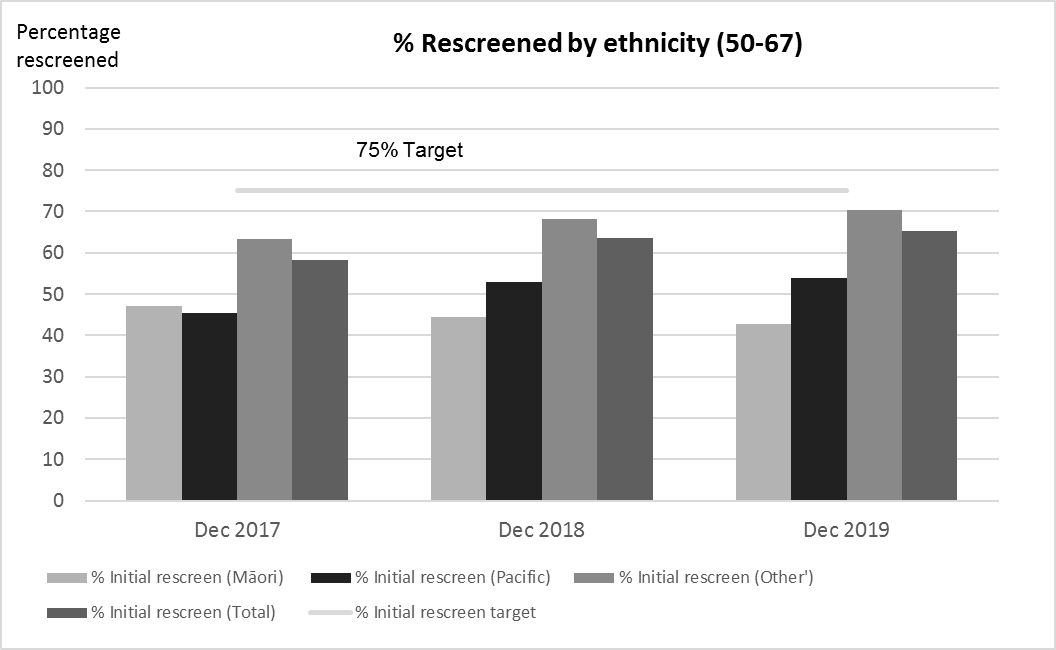 Percentage
rescreened
% Rescreened by ethnicity (50-67)
100
90
80
70
60
50
40
30
20
10
0
75% Target
Dec 2017
Dec 2018
Dec 2019
% Initial rescreen (Māori)
% Initial rescreen (Pacific)
% Initial rescreen (Other')
% Initial rescreen (Total)
% Initial rescreen target